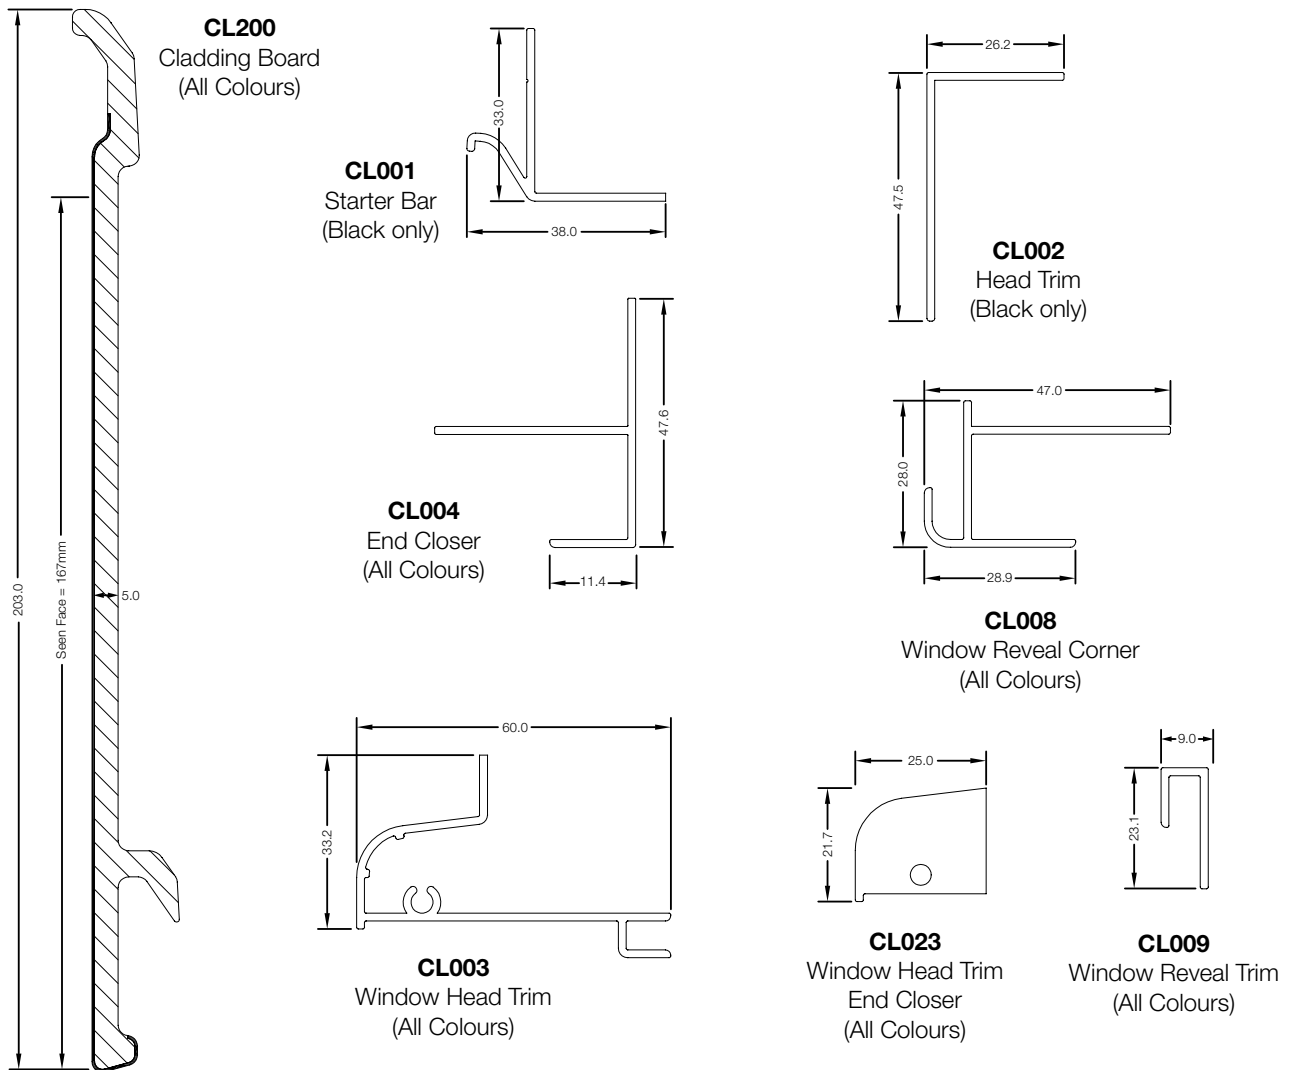 CL200
Cladding Board
(All Colours)
203.0
Seen Face = 167mm
5.0
33.0
CL001
Starter Bar
(Black only)
38.0
26.2
47.5
CL002
Head Trim
(Black only)
47.6
CL004
End Closer
(All Colours)
11.4
47.0
28.0
28.9
CL008
Window Reveal Corner
(All Colours)
60.0
33.2
CL003
Window Head Trim
(All Colours)
25.0
21.7
CL023
Window Head Trim
End Closer
(All Colours)
9.0
23.1
CL009
Window Reveal Trim
(All Colours)